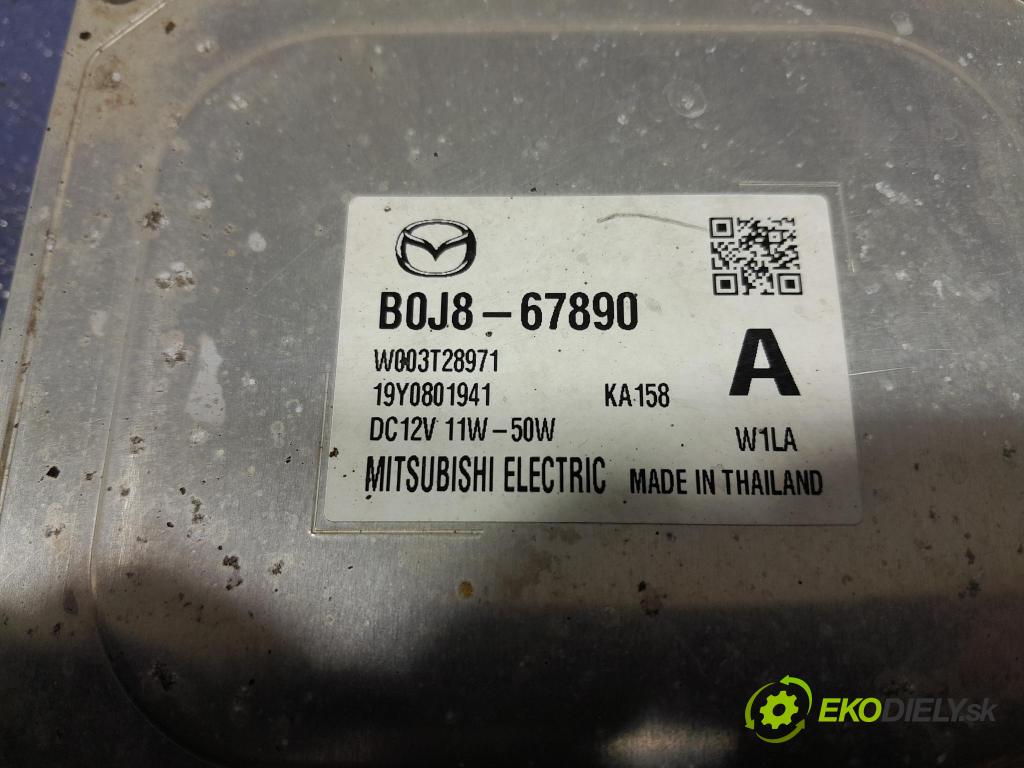 B0J8-67890
W003T28971
19Y0801941 KA158
DC12V 11W-50W
A
W1LA
MITSUBISHI ELECTRIC MADE IN THAILAND
EKODIELY.sk